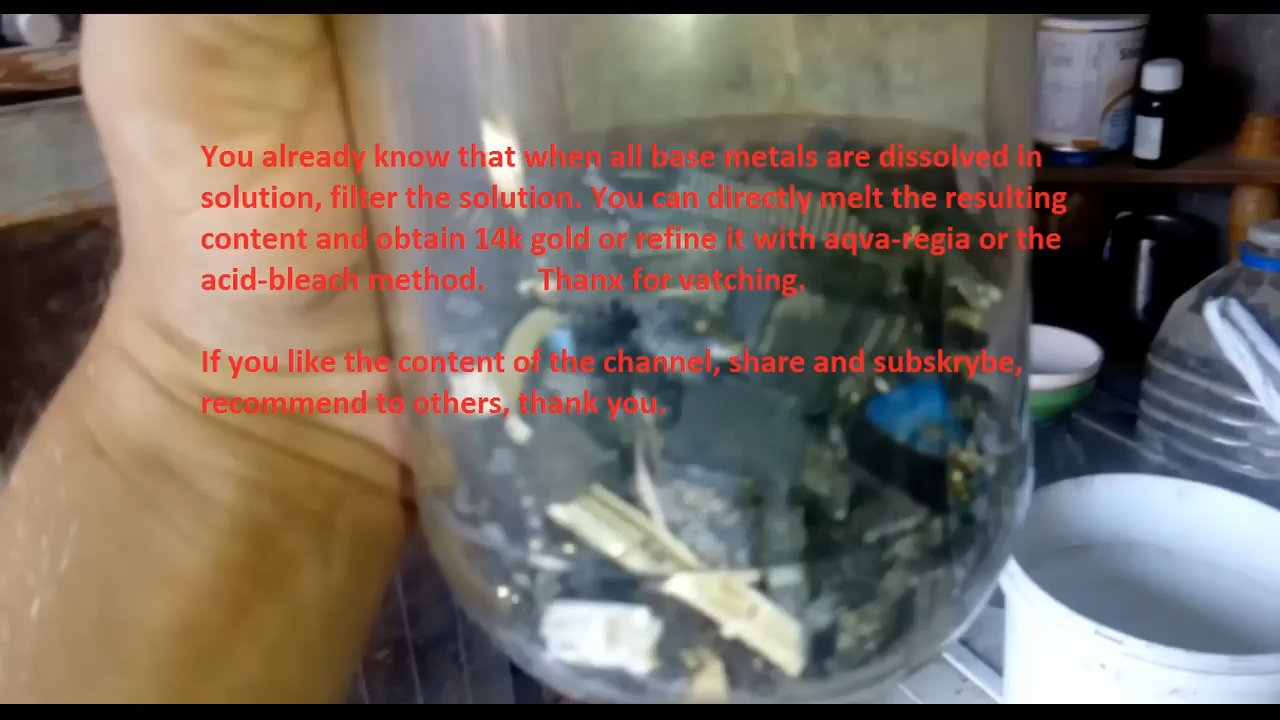 You already know that when all base metals are dissolved in
solution, filter the solution. You can directly melt the resulting
content and obtain 14k gold or refine it with aqva-regia or the
acid-bleach method. Thanx for vatching.
If you like the content of the channel, share and subskrybe,
recommend to others, thank you.